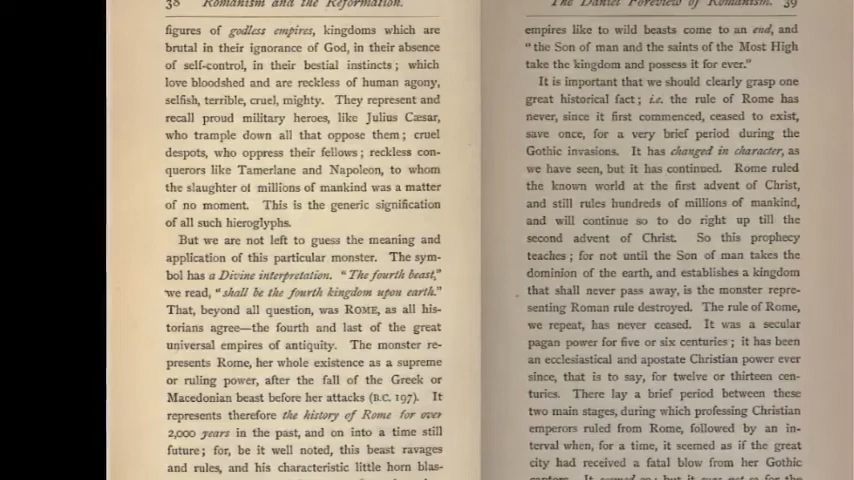 38 Romanism and the Reformation.
figures of godless empires, kingdoms which are
brutal in their ignorance of God, in their absence
of self-control, in their bestial instincts; which
love bloodshed and are reckless of human agony,
selfish, terrible, cruel, mighty. They represent and
recall proud military heroes, like Julius Cæsar,
who trample down all that oppose them; cruel
despots, who oppress their fellows; reckless con-
querors like Tamerlane and Napoleon, to whom
the slaughter of millions of mankind was a matter
of no moment. This is the generic signification
of all such hieroglyphs.
But we are not left to guess the meaning and
application of this particular monster. The sym-
bol has a Divine interpretation. "The fourth beast,"
we read, "shall be the fourth kingdom upon earth."
That, beyond all question, was ROME, as all his-
torians agree—the fourth and last of the great
universal empires of antiquity. The monster re-
presents Rome, her whole existence as a supreme
or ruling power, after the fall of the Greek or
Macedonian beast before her attacks (B.C. 197). It
represents therefore the history of Rome for over
2,000 years in the past, and on into a time still
future; for, be it well noted, this beast ravages
and rules, and his characteristic little horn blas-
The Daniel Foreview of Romanism. 39
empires like to wild beasts come to an end, and
"the Son of man and the saints of the Most High
take the kingdom and possess it for ever."
It is important that we should clearly grasp one
great historical fact; i.e. the rule of Rome has
never, since it first commenced, ceased to exist,
save once, for a very brief period during the
Gothic invasions. It has changed in character, as
we have seen, but it has continued. Rome ruled
the known world at the first advent of Christ,
and still rules hundreds of millions of mankind,
and will continue so to do right up till the
second advent of Christ. So this prophecy
teaches; for not until the Son of man takes the
dominion of the earth, and establishes a kingdom
that shall never pass away, is the monster repre-
senting Roman rule destroyed. The rule of Rome,
we repeat, has never ceased. It was a secular
pagan power for five or six centuries; it has been
an ecclesiastical and apostate Christian power ever
since, that is to say, for twelve or thirteen cen-
turies. There lay a brief period between these
two main stages, during which professing Christian
emperors ruled from Rome, followed by an in-
terval when, for a time, it seemed as if the great
city had received a fatal blow from her Gothic